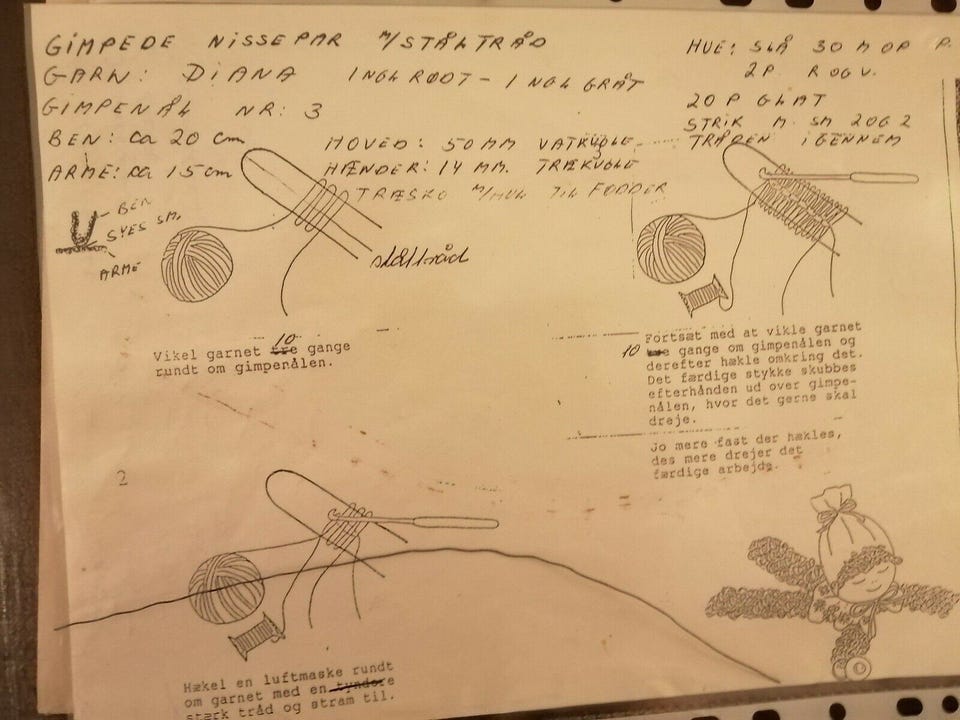 GIMPEDE NISSEPAR M/STÅLTRÅD
GARN: DIANA 1 NGL RØDT - 1 NGL GRÅT
GIMPENÅL NR: 3
BEN: ca 20 cm
ARME: ca 15 cm
HOVED: 50 MM VATKUGLE
HÆNDER: 14 MM. TRÆKUGLE
TRÆSKO M/HUL TIL FØDDER
HUE: SLÅ 30 M OP P.
2 P. R OG V.
20 P GLAT
STRIK M. SM 2 OG 2
TRÅDEN IGENNEM
BEN
SYES SM.
ARME
ståltråd
10
Vikel garnet tre gange
rundt om gimpenålen.
Fortsæt med at vikle garnet
10 tre gange om gimpenålen og
derefter hækle omkring det.
Det færdige stykke skubbes
efterhånden ud over gimpe-
nålen, hvor det gerne skal
dreje.
Jo mere fast der hækles,
des mere drejer det
færdige arbejde.
2
Hækel en luftmaske rundt
om garnet med en tyndere
stærk tråd og stram til.